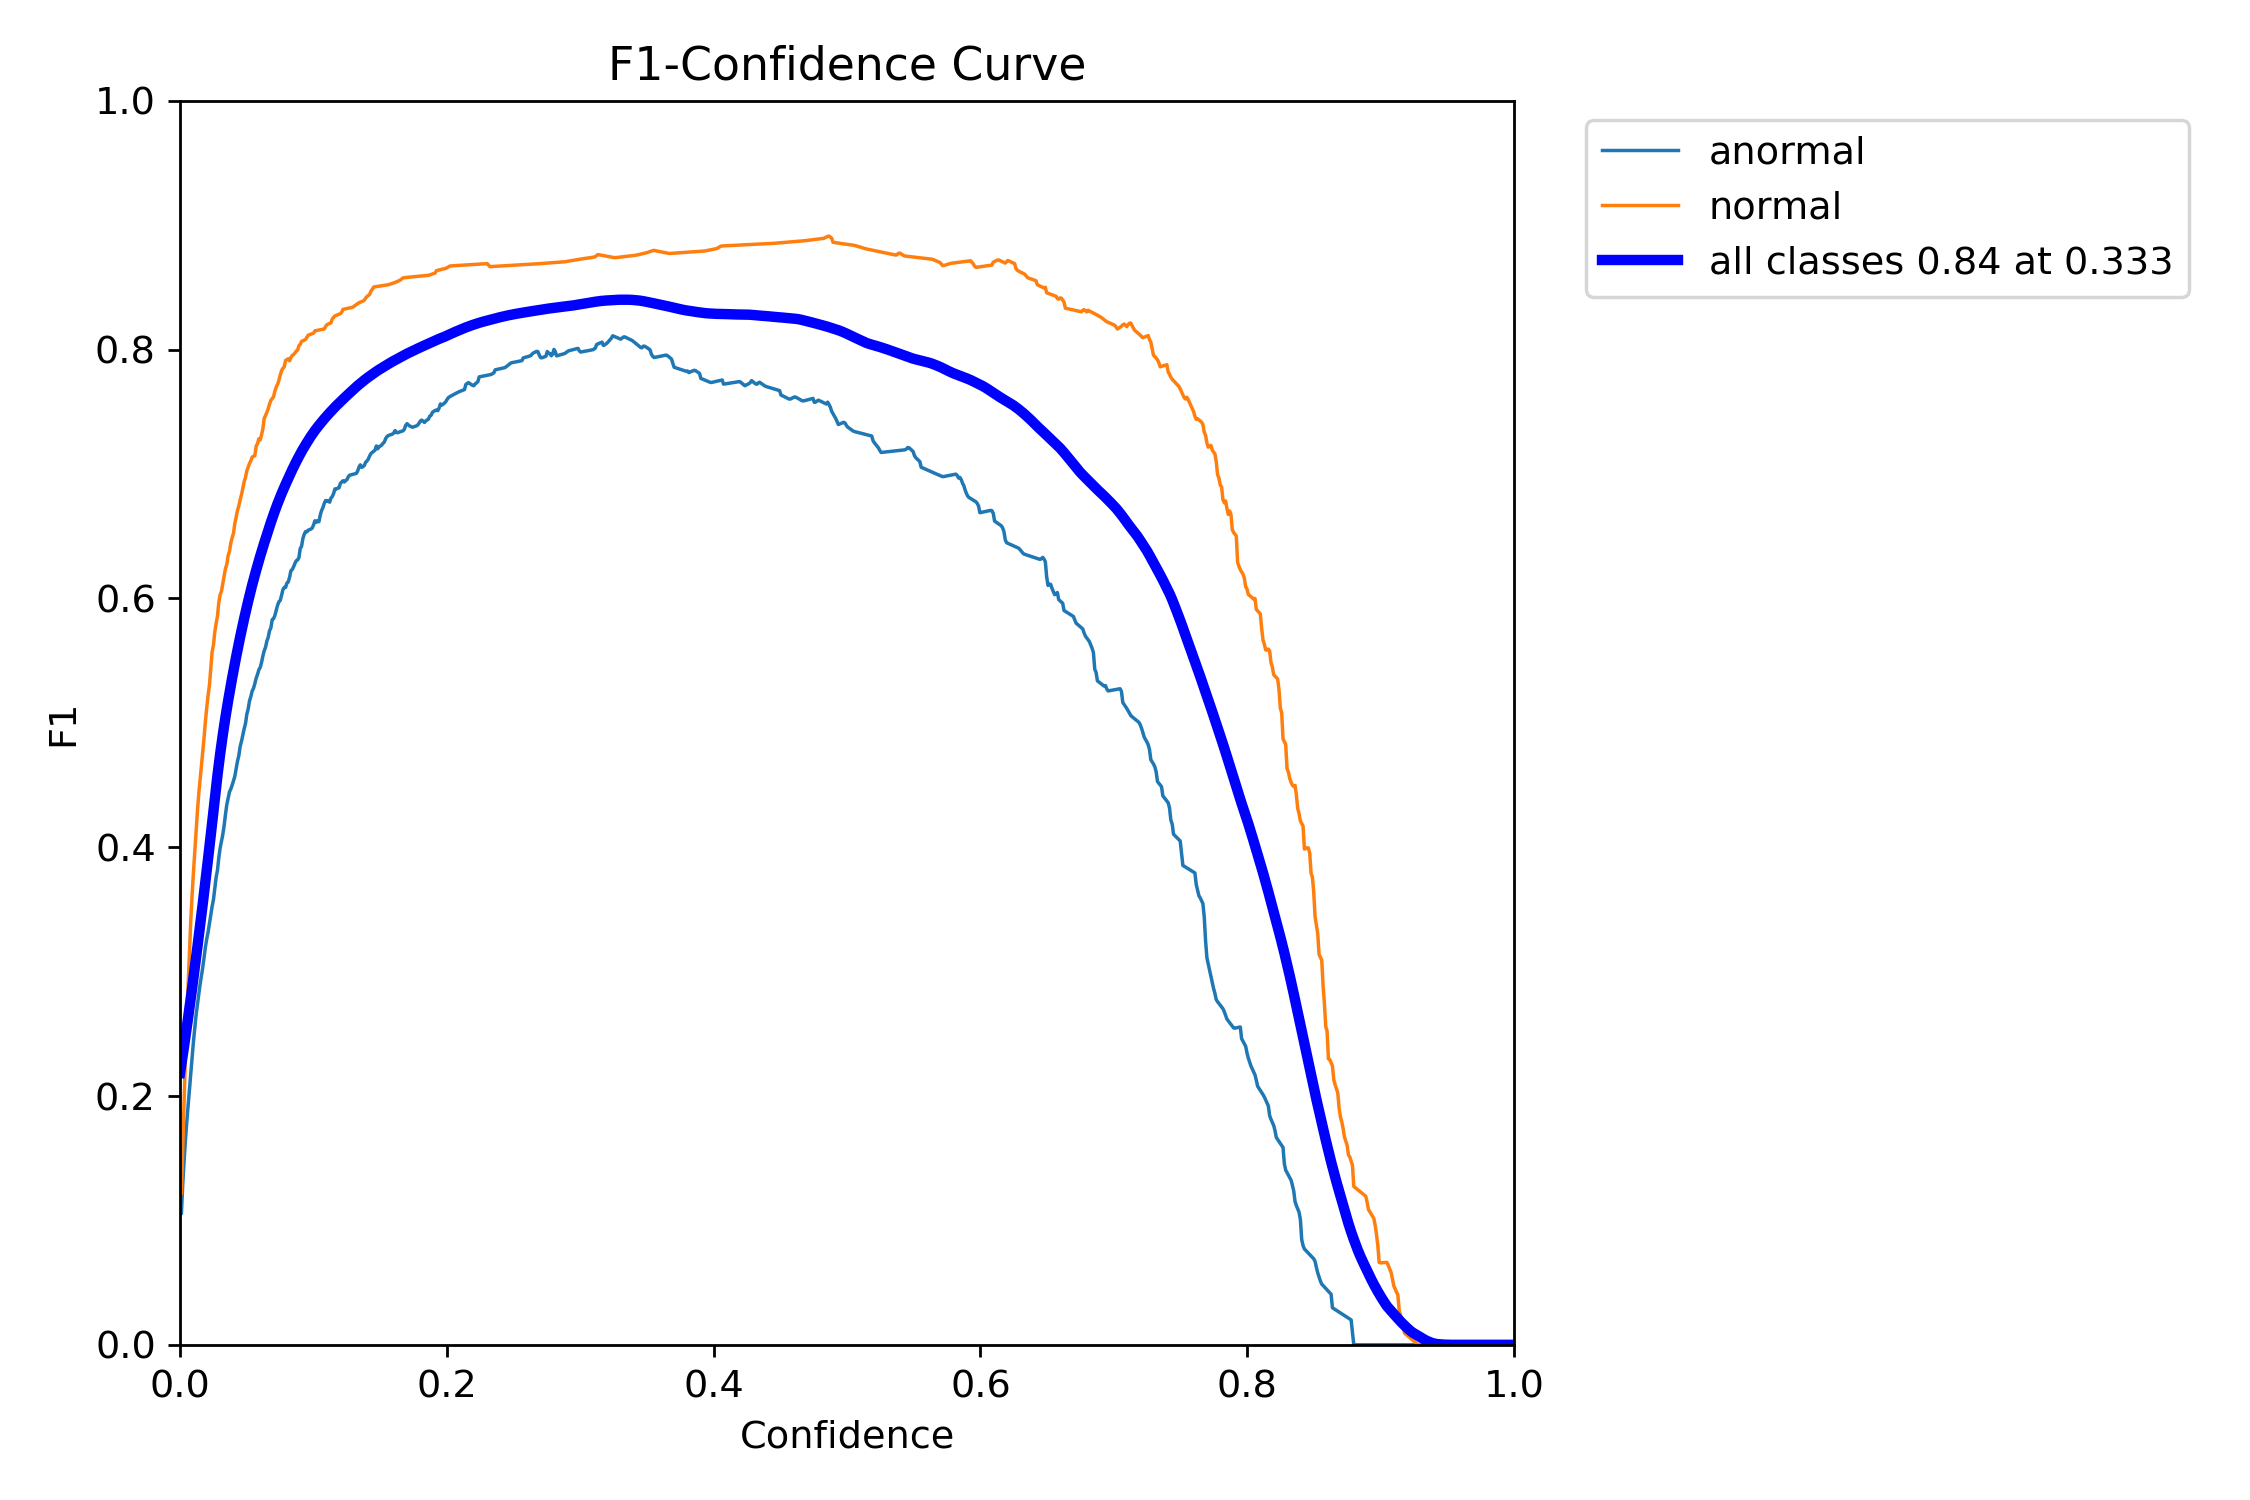 F1-Confidence Curve
1.0
0.8
0.6
0.4
0.2
0.0
F1
0.0 0.2 0.4 0.6 0.8 1.0
Confidence
anormal
normal
all classes 0.84 at 0.333